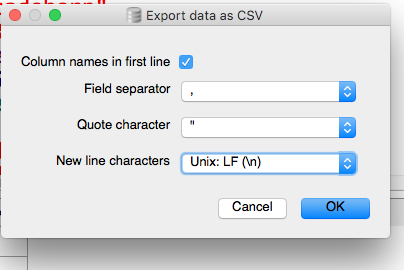 Export data as CSV
Column names in first line
Field separator ,
Quote character "
New line characters Unix: LF (\n)
Cancel OK